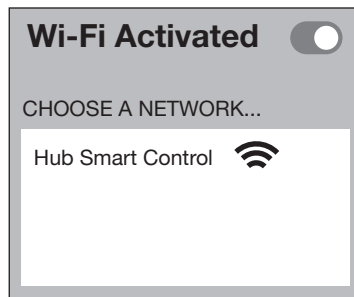 Wi-Fi Activated
CHOOSE A NETWORK...
Hub Smart Control